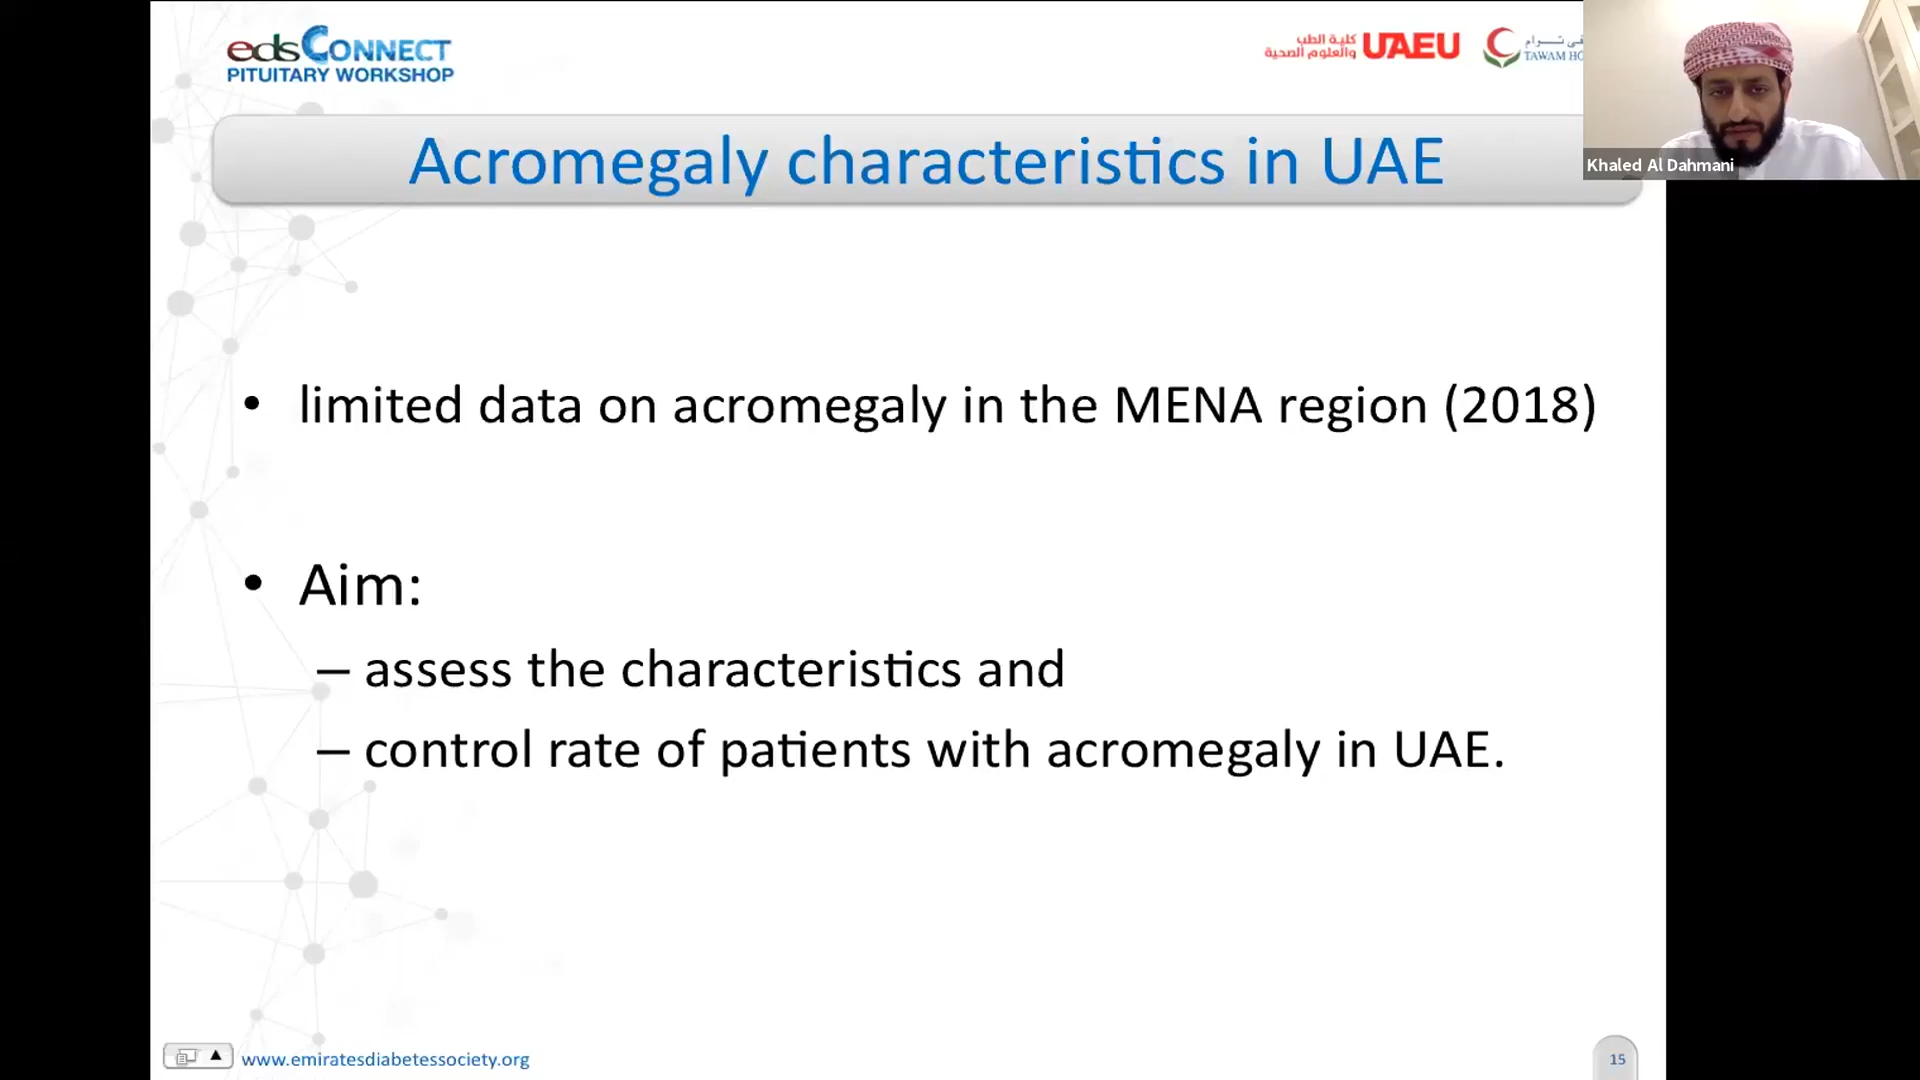 edsCONNECT
PITUITARY WORKSHOP
كلية الطب
والعلوم الصحية
UAEU
TAWAM
Khaled Al Dahmani
Acromegaly characteristics in UAE
• limited data on acromegaly in the MENA region (2018)
• Aim:
– assess the characteristics and
– control rate of patients with acromegaly in UAE.
www.emiratesdiabetessociety.org
15